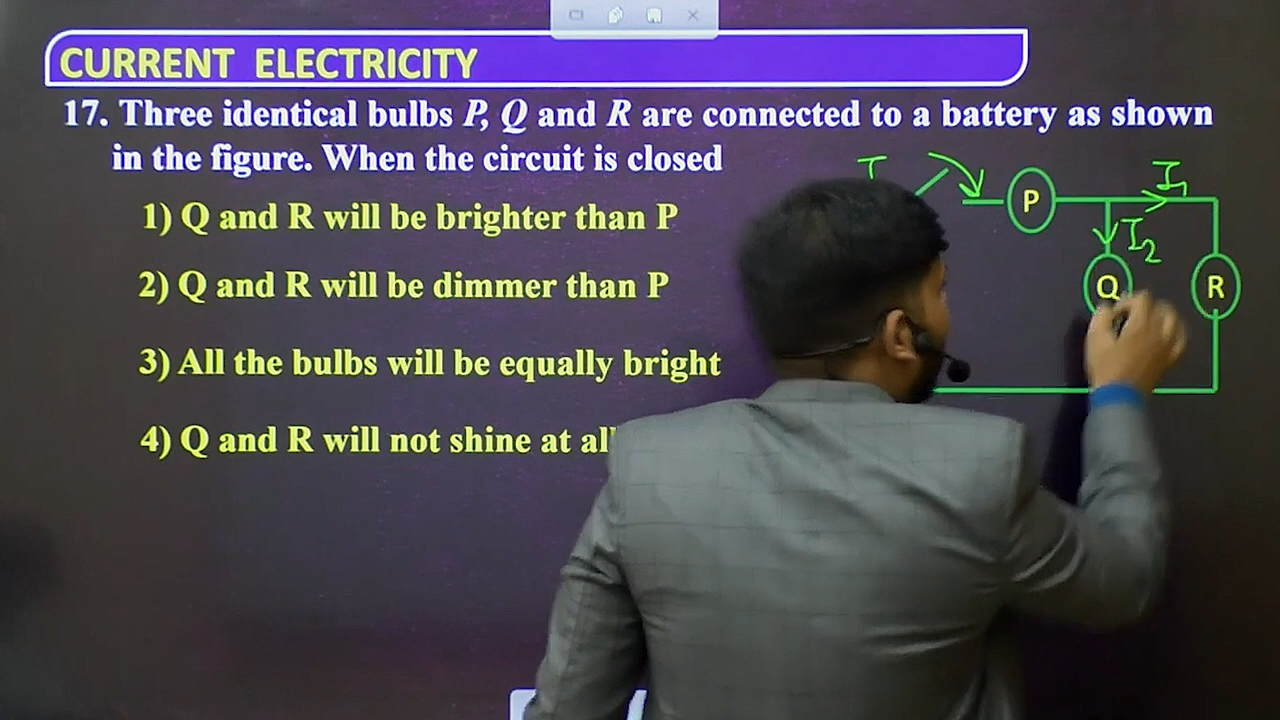 CURRENT ELECTRICITY
17. Three identical bulbs P, Q and R are connected to a battery as shown
in the figure. When the circuit is closed
1) Q and R will be brighter than P
2) Q and R will be dimmer than P
3) All the bulbs will be equally bright
4) Q and R will not shine at all
I
P
I1
I2
Q
R